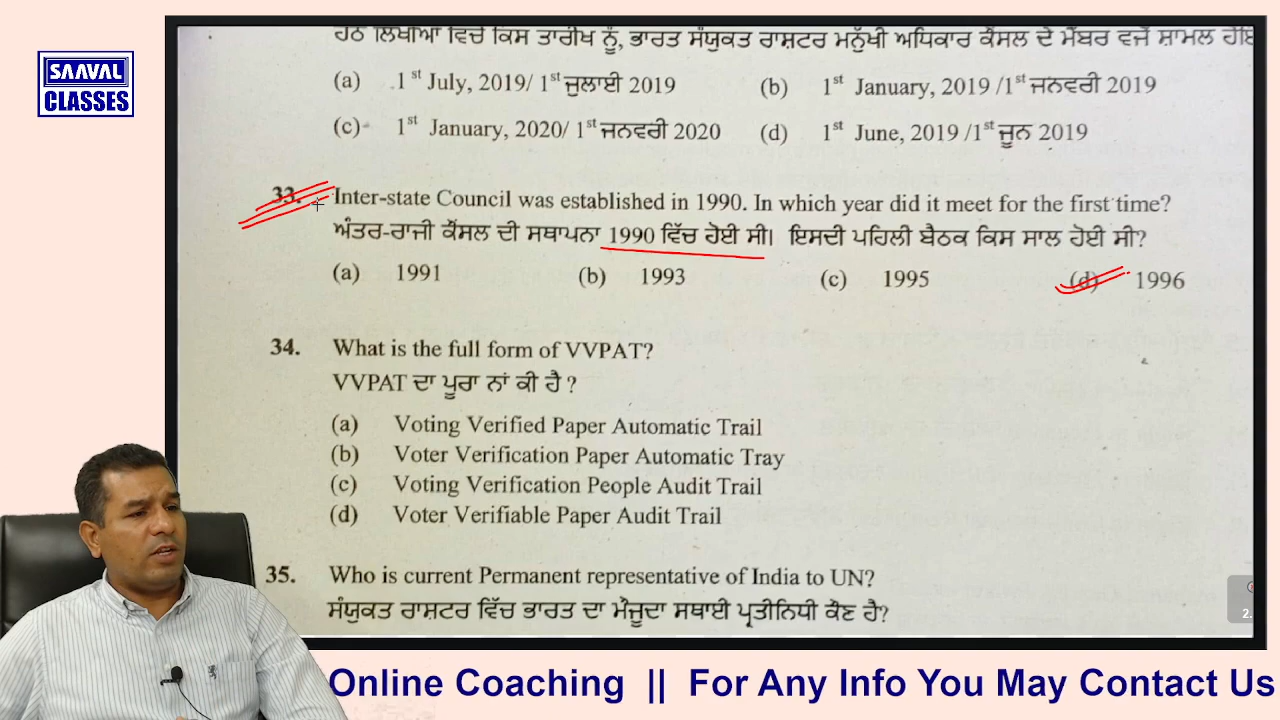 SAAVAL
CLASSES
ਹੇਠ ਲਿਖੀਆਂ ਵਿਚੋਂ ਕਿਸ ਤਾਰੀਖ ਨੂੰ, ਭਾਰਤ ਸੰਯੁਕਤ ਰਾਸ਼ਟਰ ਮਨੁੱਖੀ ਅਧਿਕਾਰ ਕੌਂਸਲ ਦੇ ਮੈਂਬਰ ਵਜੋਂ ਸ਼ਾਮਲ
(a) 1st July, 2019/ 1st ਜੁਲਾਈ 2019 (b) 1st January, 2019 /1st ਜਨਵਰੀ 2019
(c) 1st January, 2020/ 1st ਜਨਵਰੀ 2020 (d) 1st June, 2019 /1st ਜੂਨ 2019
33. Inter-state Council was established in 1990. In which year did it meet for the first time?
ਅੰਤਰ-ਰਾਜੀ ਕੌਂਸਲ ਦੀ ਸਥਾਪਨਾ 1990 ਵਿੱਚ ਹੋਈ ਸੀ। ਇਸਦੀ ਪਹਿਲੀ ਬੈਠਕ ਕਿਸ ਸਾਲ ਹੋਈ ਸੀ?
(a) 1991 (b) 1993 (c) 1995 (d) 1996
34. What is the full form of VVPAT?
VVPAT ਦਾ ਪੂਰਾ ਨਾਂ ਕੀ ਹੈ ?
(a) Voting Verified Paper Automatic Trail
(b) Voter Verification Paper Automatic Tray
(c) Voting Verification People Audit Trail
(d) Voter Verifiable Paper Audit Trail
35. Who is current Permanent representative of India to UN?
ਸੰਯੁਕਤ ਰਾਸ਼ਟਰ ਵਿੱਚ ਭਾਰਤ ਦਾ ਮੌਜੂਦਾ ਸਥਾਈ ਪ੍ਰਤੀਨਿਧੀ ਕੌਣ ਹੈ?
2.
Online Coaching || For Any Info You May Contact Us